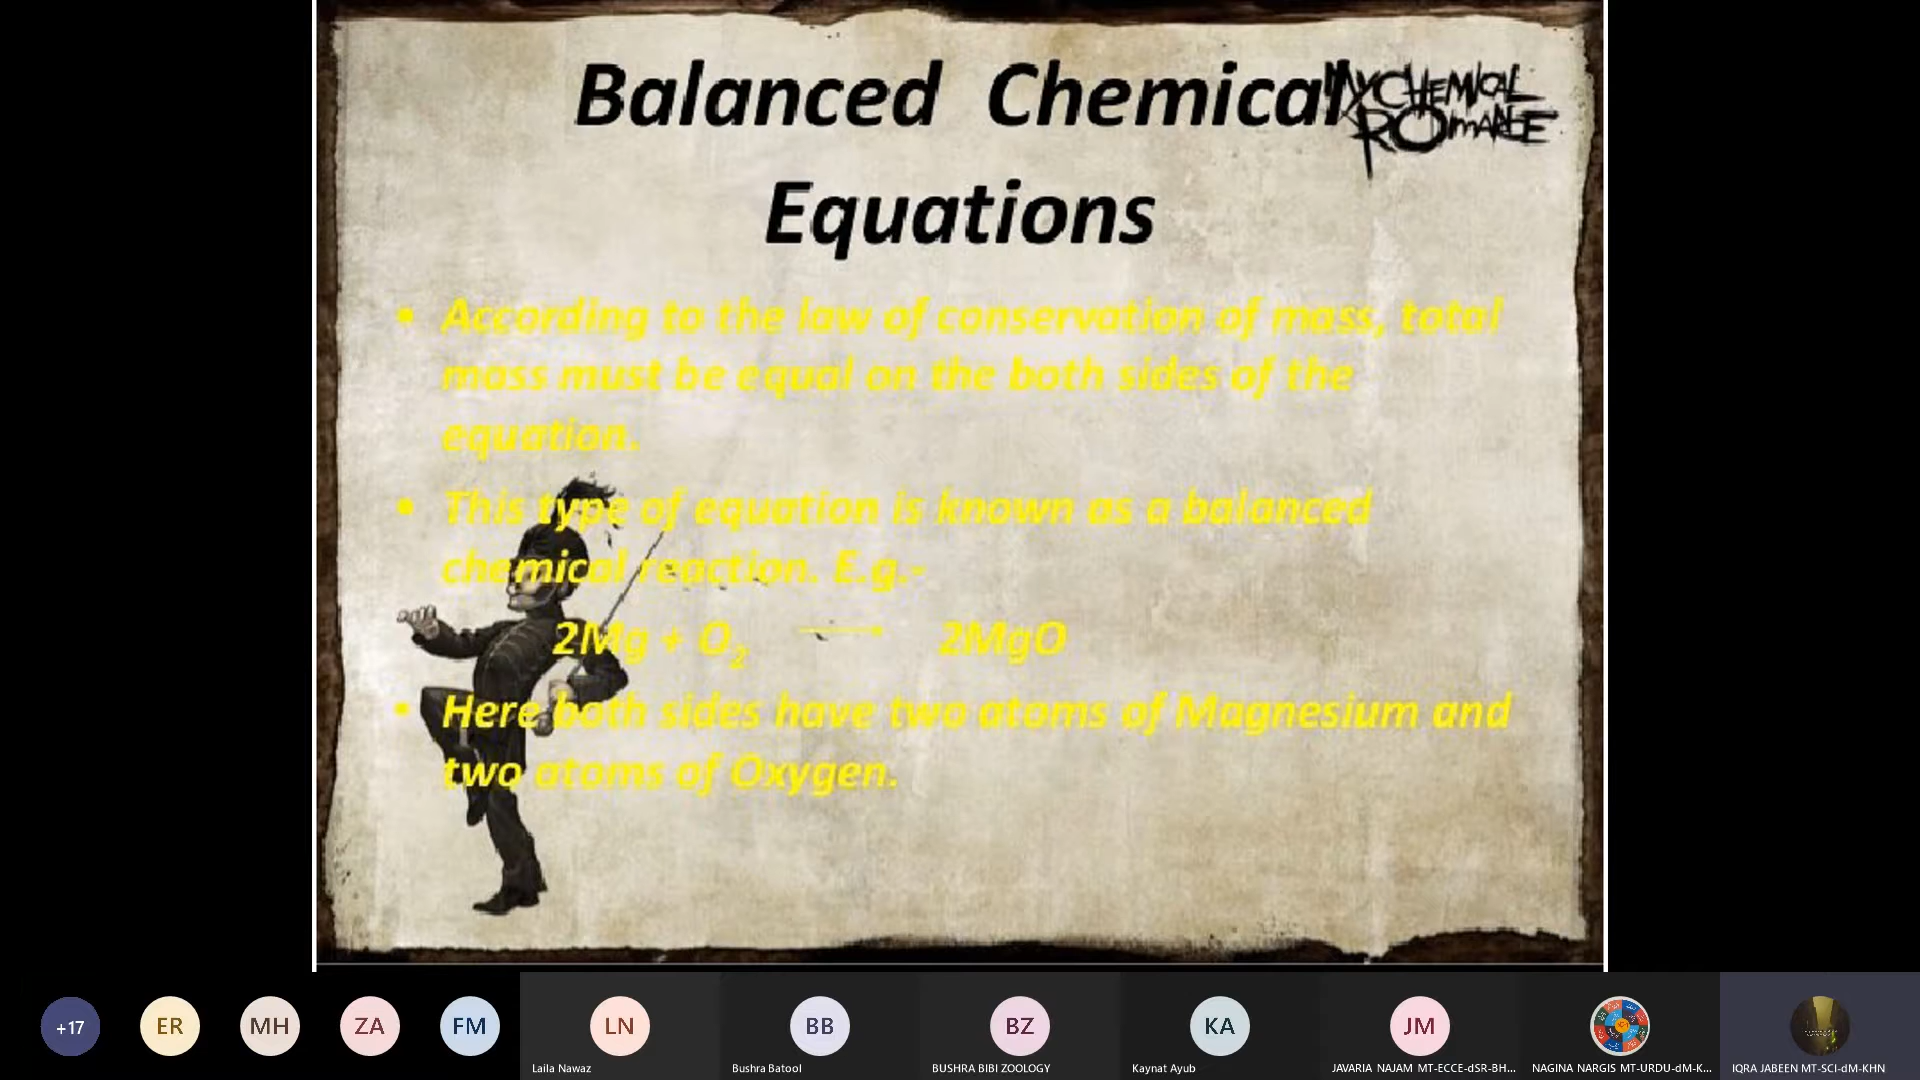 Balanced Chemical
MY CHEMICAL
ROMANCE
Equations
• According to the law of conservation of mass, total
mass must be equal on the both sides of the
equation.
• This type of equation is known as a balanced
chemical reaction. E.g.-
2Mg + O₂ → 2MgO
• Here both sides have two atoms of Magnesium and
two atoms of Oxygen.
+17
ER
MH
ZA
FM
LN
BB
BZ
KA
JM
Laila Nawaz
Bushra Batool
BUSHRA BIBI ZOOLOGY
Kaynat Ayub
JAVARIA NAJAM MT-ECCE-dSR-BH...
NAGINA NARGIS MT-URDU-dM-K...
IQRA JABEEN MT-SCI-dM-KHN